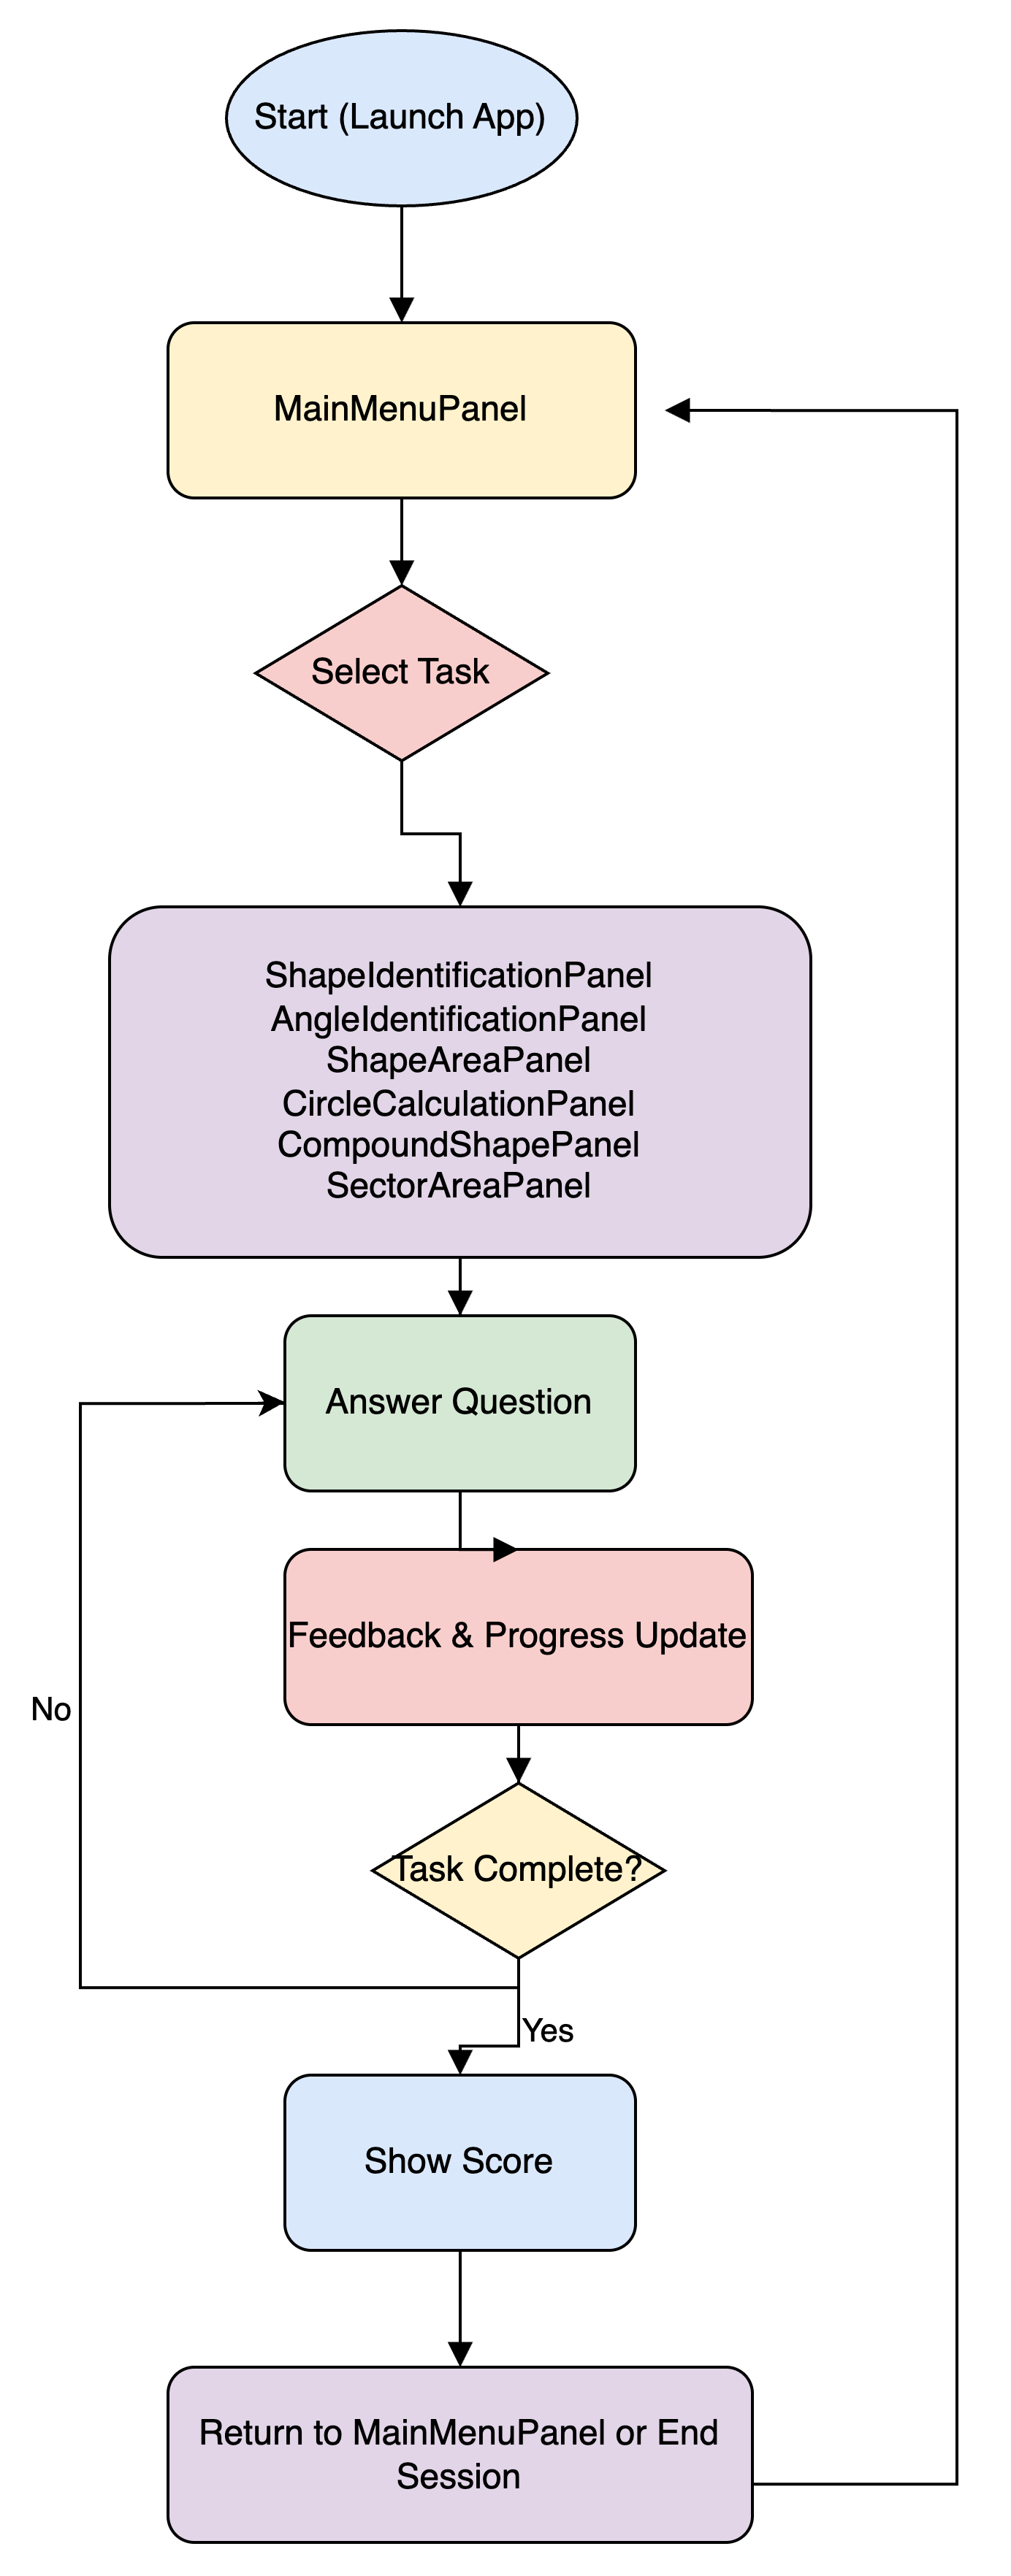 Start (Launch App)
MainMenuPanel
Select Task
ShapeIdentificationPanel
AngleIdentificationPanel
ShapeAreaPanel
CircleCalculationPanel
CompoundShapePanel
SectorAreaPanel
Answer Question
Feedback & Progress Update
No
Task Complete?
Yes
Show Score
Return to MainMenuPanel or End
Session